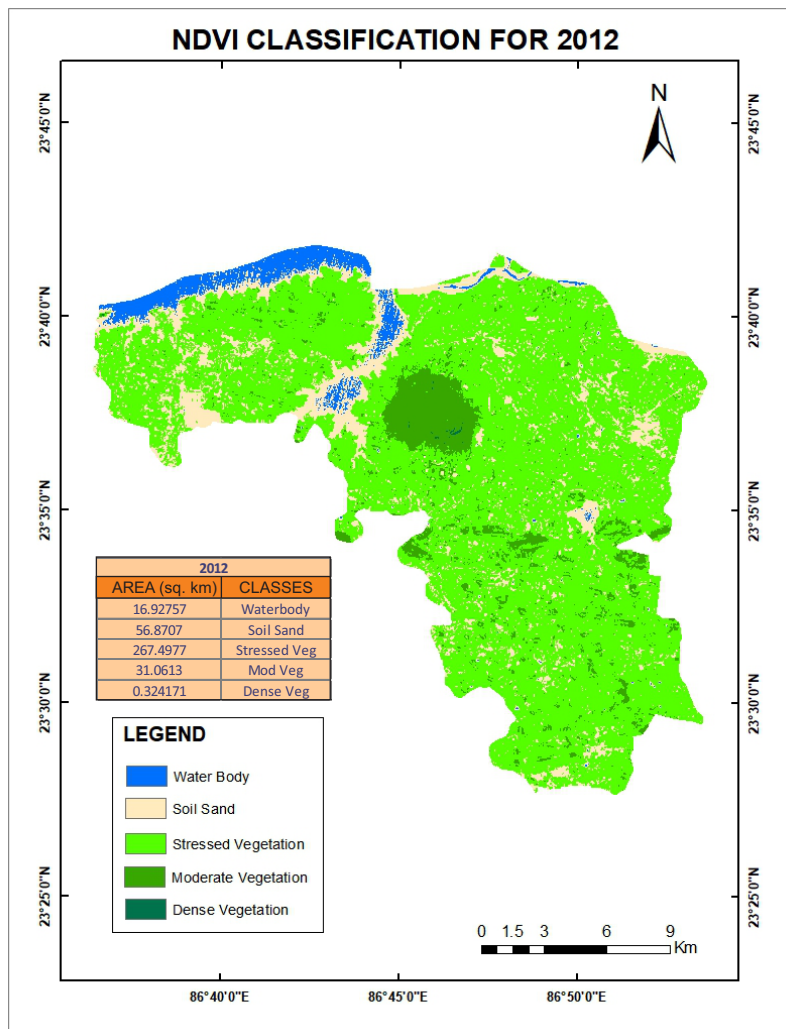 NDVI CLASSIFICATION FOR 2012
N
23°45'0"N
23°45'0"N
23°40'0"N
23°40'0"N
23°35'0"N
23°35'0"N
2012
AREA (sq. km) CLASSES
16.92757 Waterbody
56.8707 Soil Sand
267.4977 Stressed Veg
31.0613 Mod Veg
0.324171 Dense Veg
23°30'0"N
23°30'0"N
LEGEND
Water Body
Soil Sand
Stressed Vegetation
Moderate Vegetation
Dense Vegetation
23°25'0"N
23°25'0"N
0 1.5 3 6 9
Km
86°40'0"E 86°45'0"E 86°50'0"E